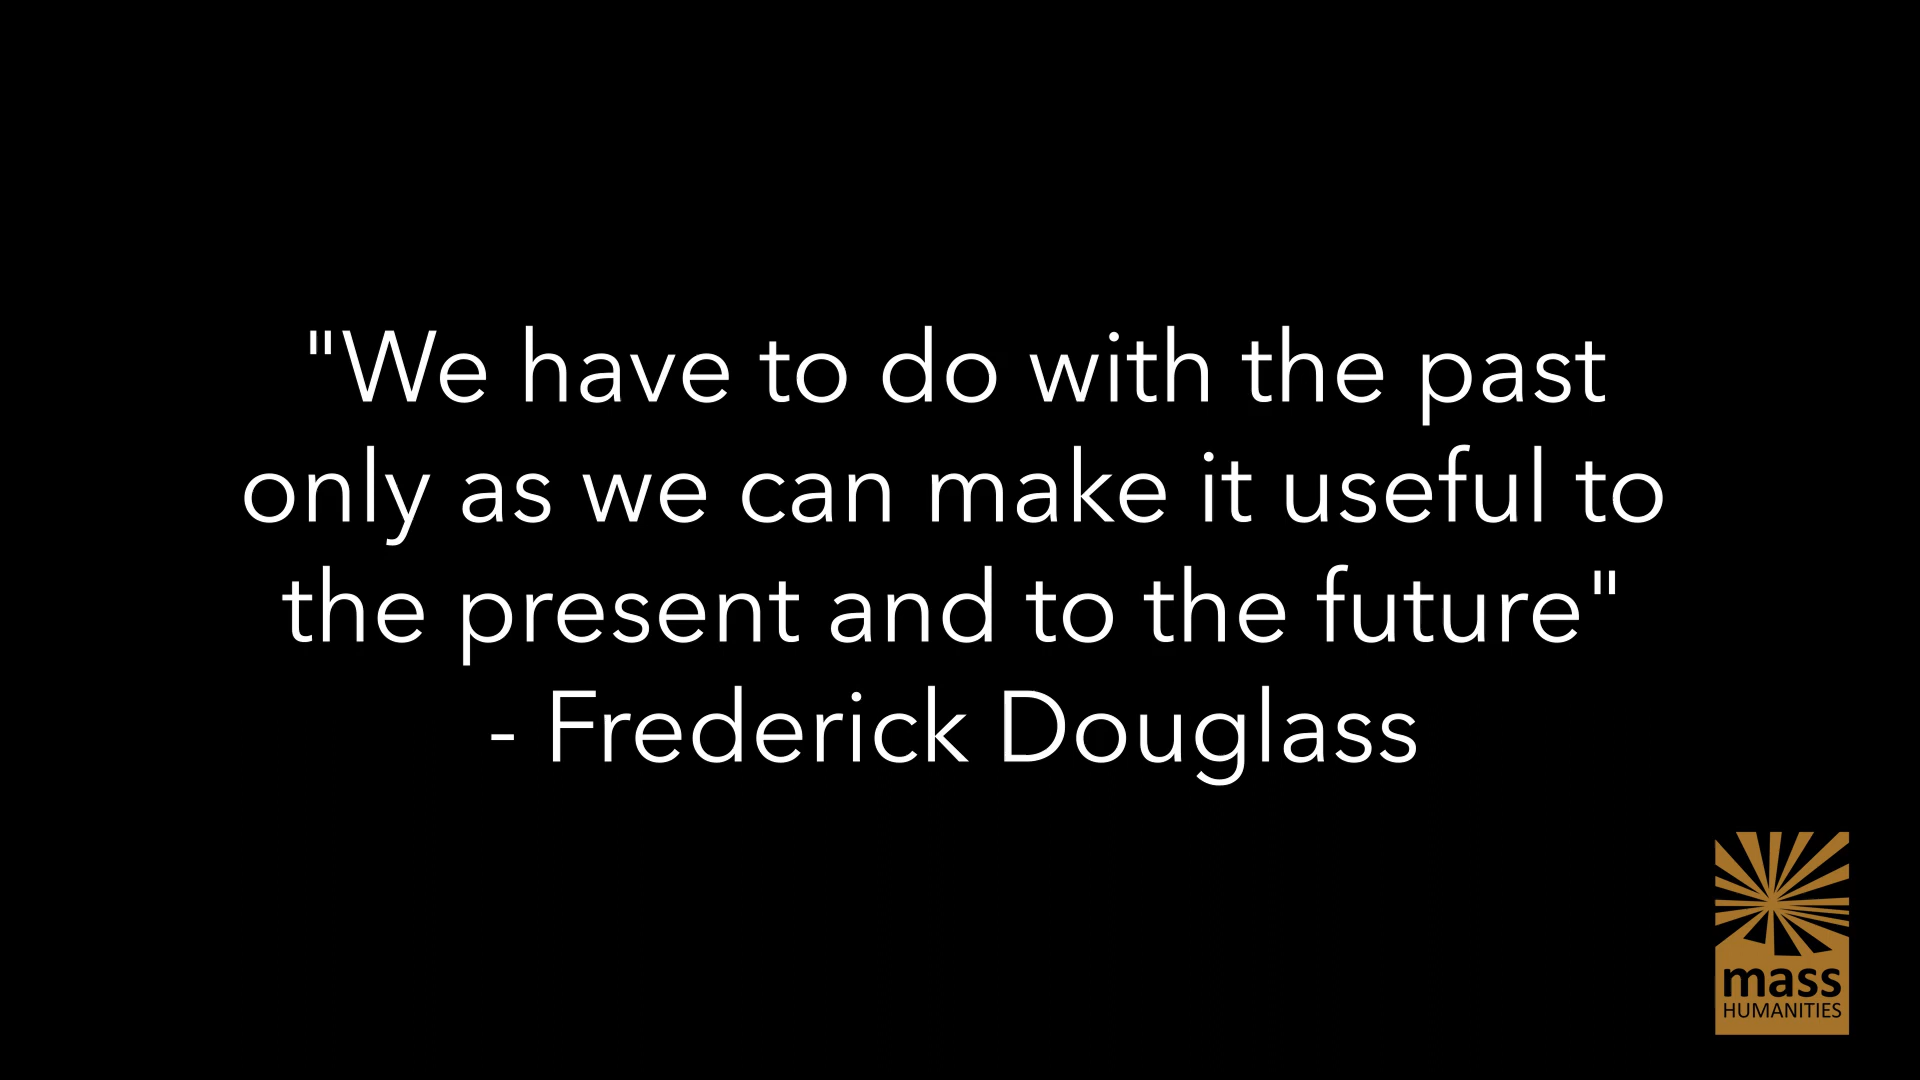 "We have to do with the past
only as we can make it useful to
the present and to the future"
- Frederick Douglass
mass
HUMANITIES